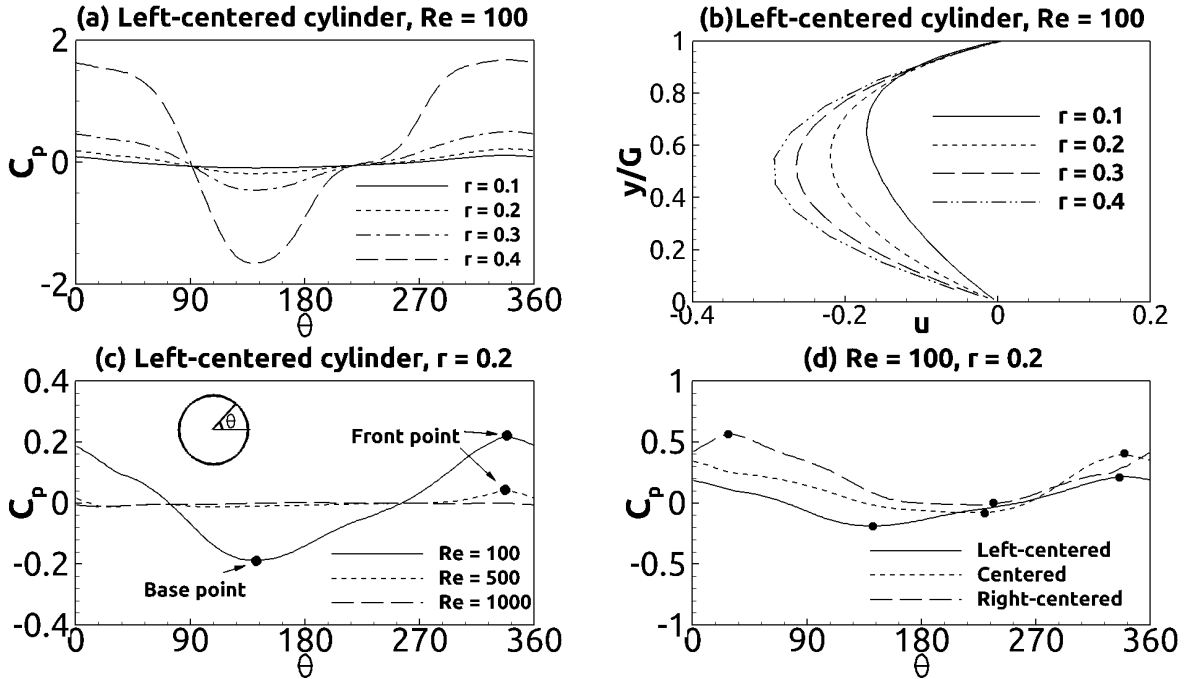 (a) Left-centered cylinder, Re = 100
2
0
-2
C_p
r = 0.1
r = 0.2
r = 0.3
r = 0.4
0 90 180 270 360
θ
(b)Left-centered cylinder, Re = 100
1
0.8
0.6
0.4
0.2
0
y/G
r = 0.1
r = 0.2
r = 0.3
r = 0.4
-0.4 -0.2 0 0.2
u
(c) Left-centered cylinder, r = 0.2
0.4
0.2
0
-0.2
-0.4
C_p
θ
Front point
Base point
Re = 100
Re = 500
Re = 1000
0 90 180 270 360
θ
(d) Re = 100, r = 0.2
1
0.5
0
-0.5
-1
C_p
Left-centered
Centered
Right-centered
0 90 180 270 360
θ